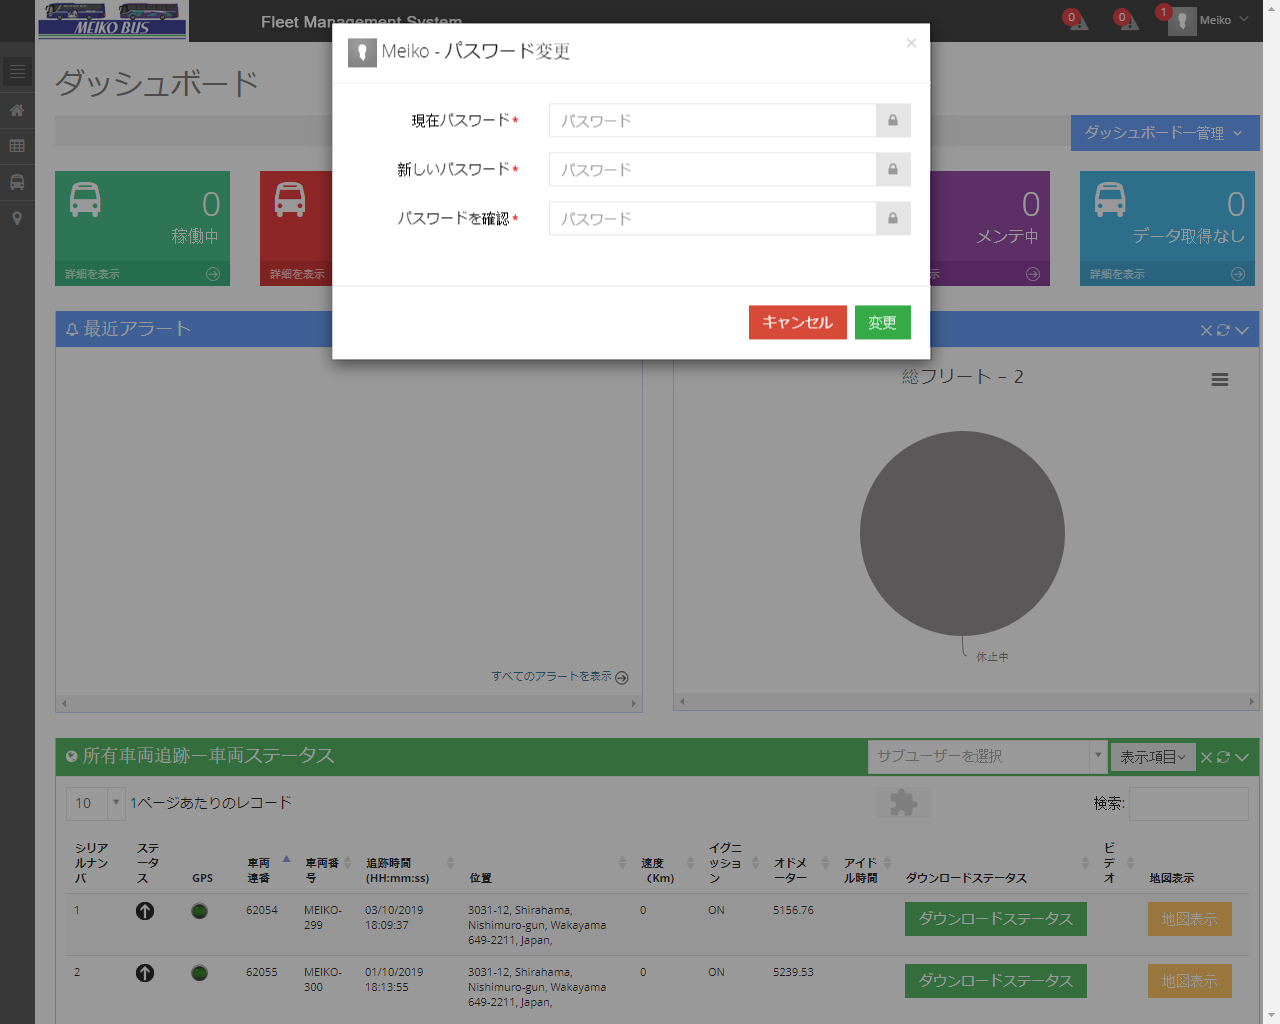 MEIKO BUS
Fleet Management System
0
0
1
Meiko
Meiko - パスワード変更
×
ダッシュボード
現在パスワード*
パスワード
新しいパスワード*
パスワード
パスワードを確認*
パスワード
キャンセル
変更
ダッシュボードー管理
0
稼働中
詳細を表示
詳細を表示
0
メンテ中
示
0
データ取得なし
詳細を表示
最近アラート
すべてのアラートを表示
総フリート – 2
休止中
所有車両追跡ー車両ステータス
サブユーザーを選択
表示項目
10
1ページあたりのレコード
検索:
シリアルナンバ
ステータス
GPS
車両連番
車両番号
追跡時間 (HH:mm:ss)
位置
速度 (Km)
イグニッション
オドメーター
アイドル時間
ダウンロードステータス
ビデオ
地図表示
1
62054
MEIKO-299
03/10/2019 18:09:37
3031-12, Shirahama,
Nishimuro-gun, Wakayama
649-2211, Japan,
0
ON
5156.76
ダウンロードステータス
地図表示
2
62055
MEIKO-300
01/10/2019 18:13:55
3031-12, Shirahama,
Nishimuro-gun, Wakayama
649-2211, Japan,
0
ON
5239.53
ダウンロードステータス
地図表示